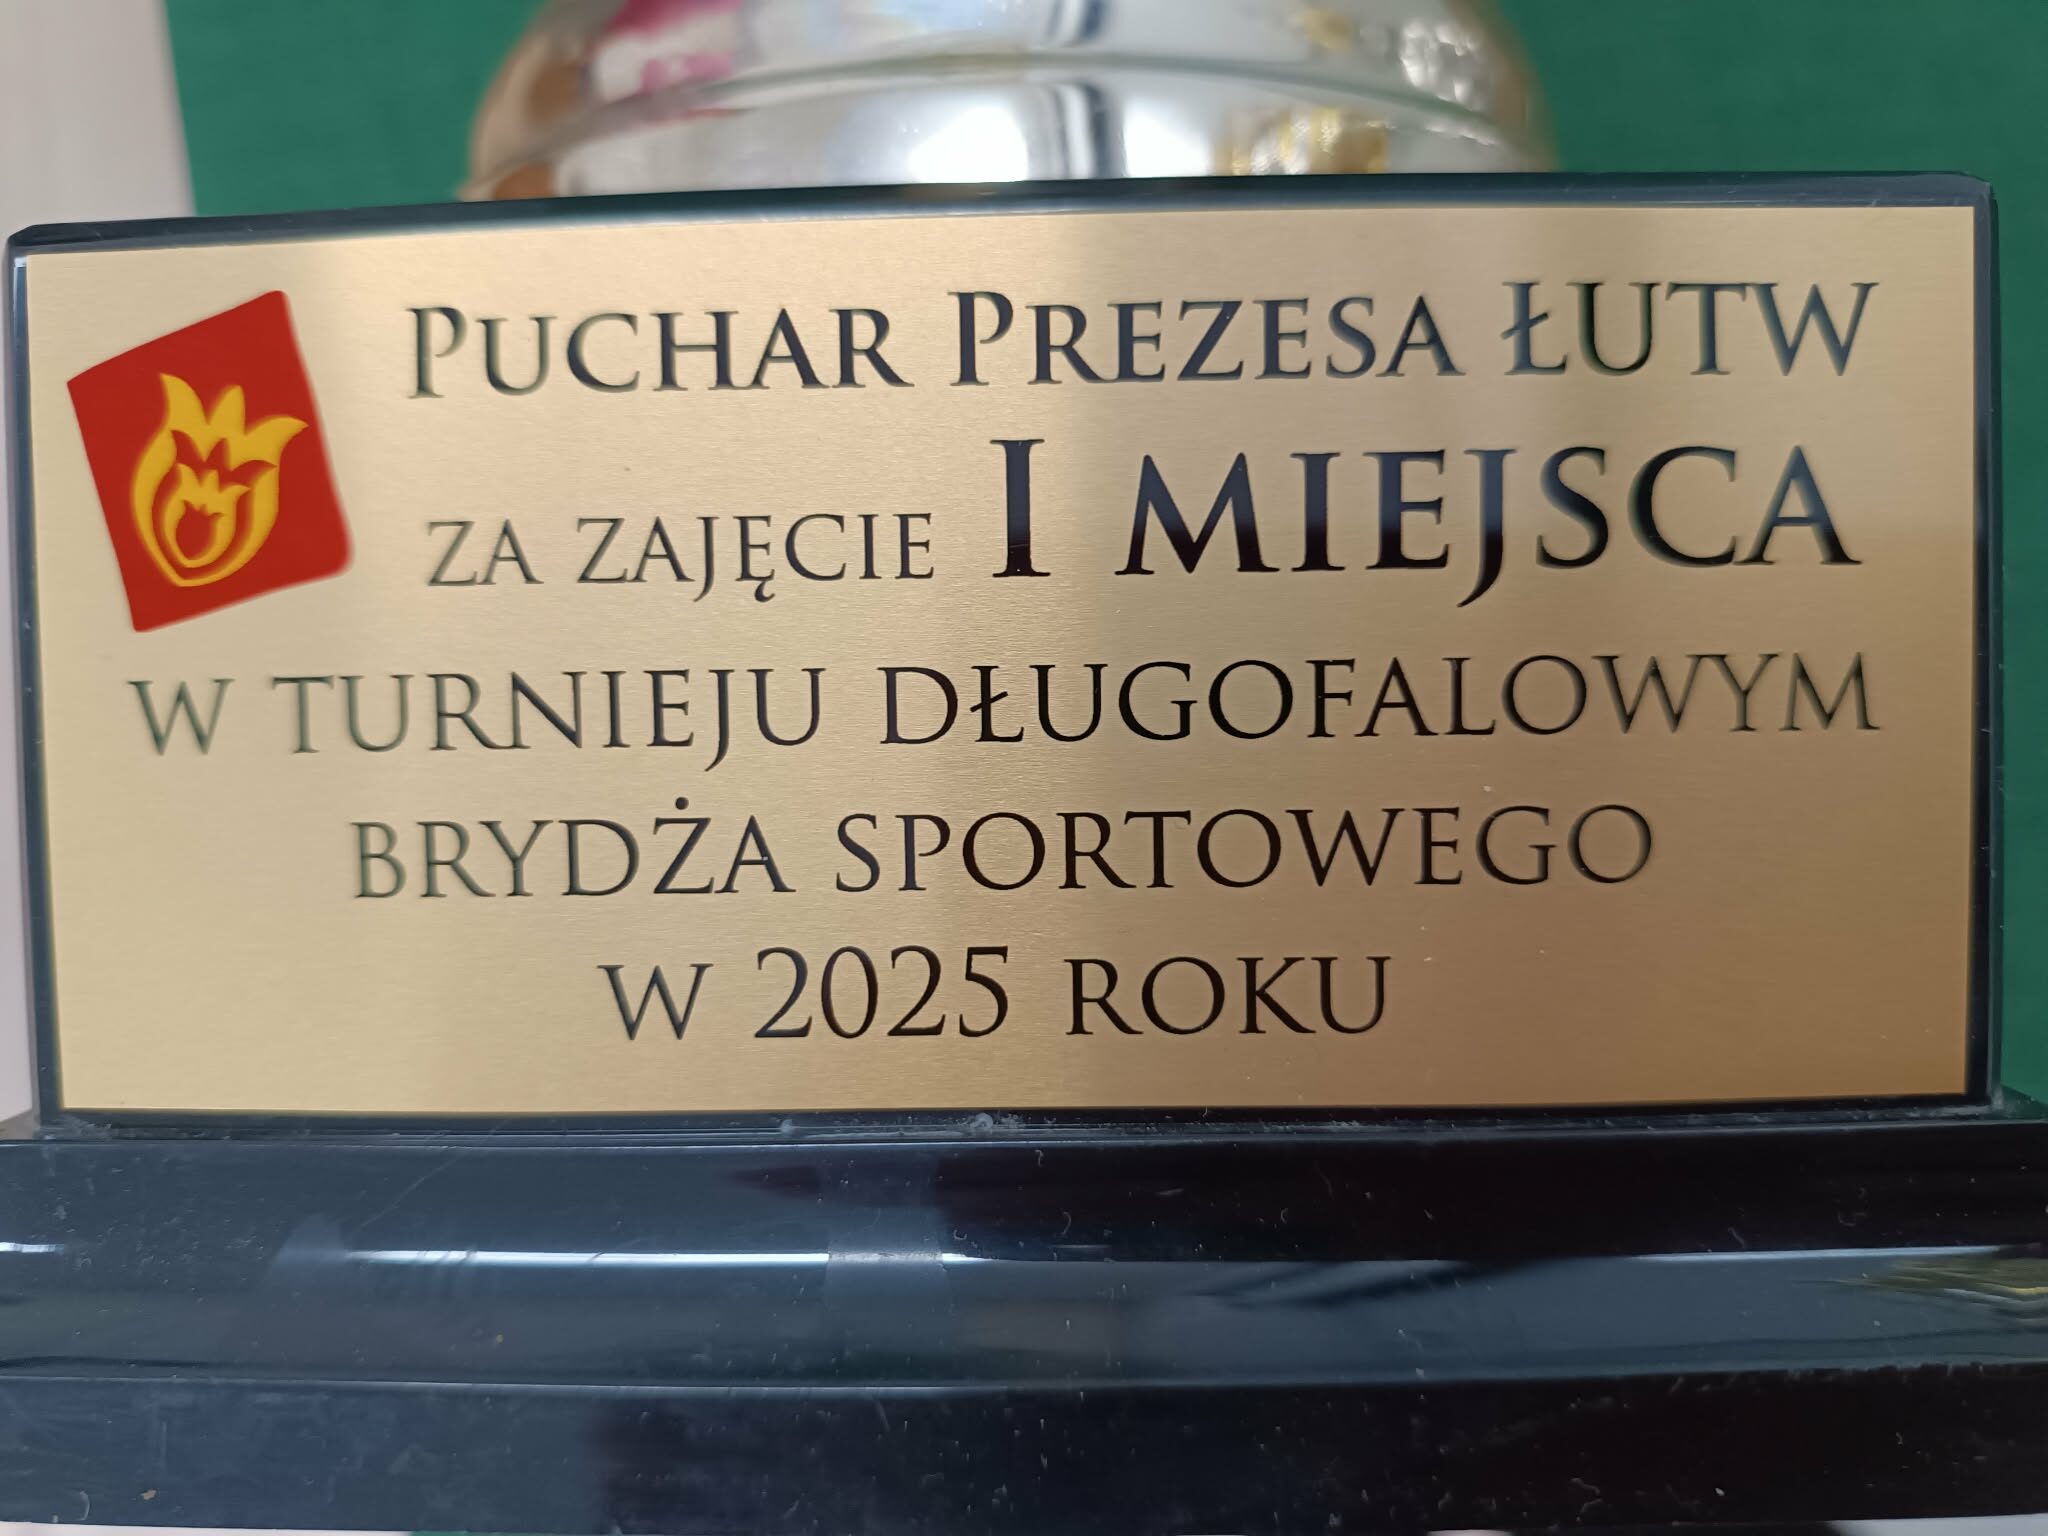 PUCHAR PREZESA ŁUTW
ZA ZAJĘCIE I MIEJSCA
W TURNIEJU DŁUGOFALOWYM
BRYDŻA SPORTOWEGO
W 2025 ROKU